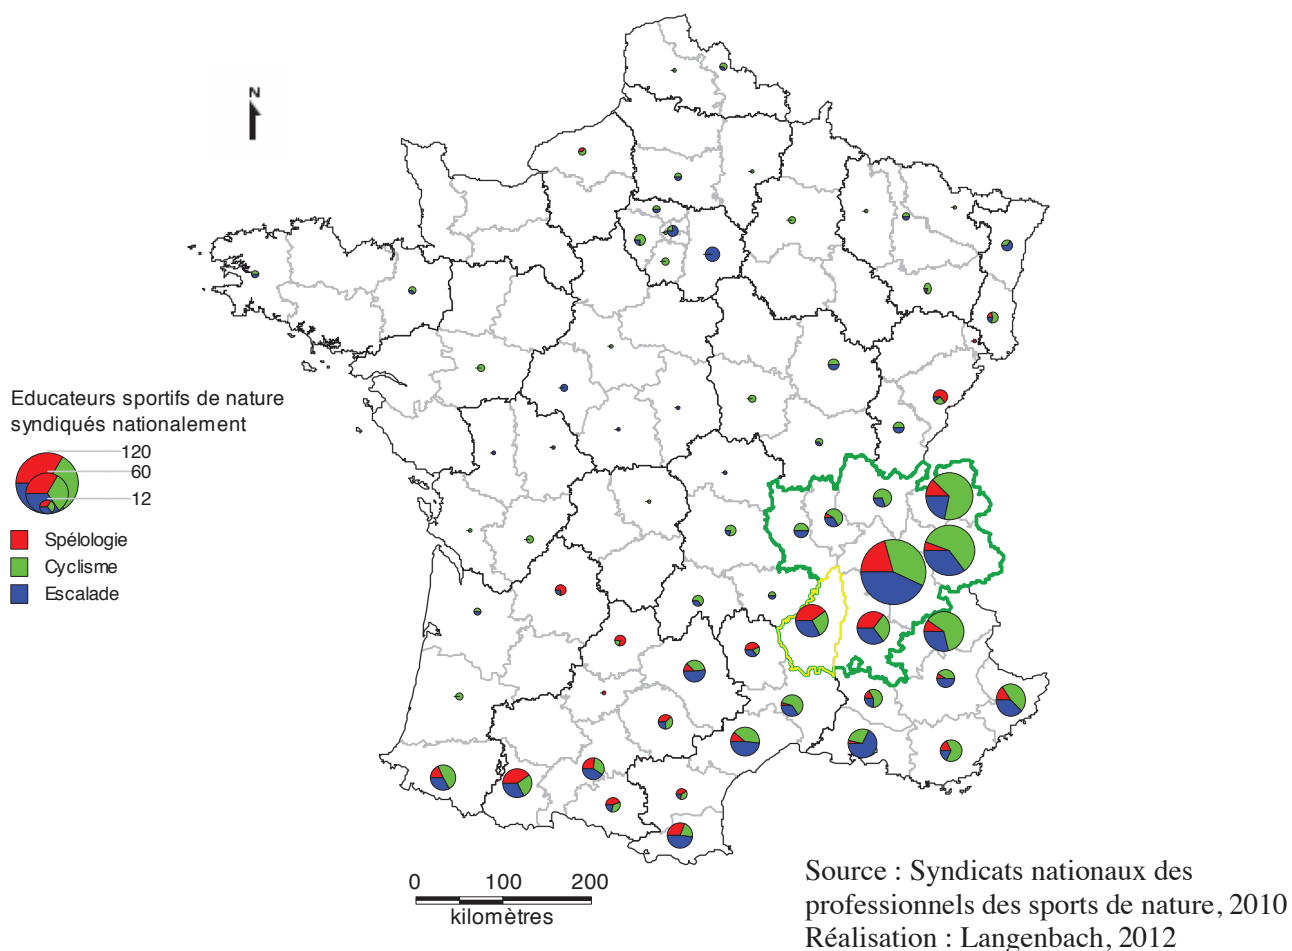 N
Educateurs sportifs de nature
syndiqués nationalement
120
60
12
Spélologie
Cyclisme
Escalade
0 100 200
kilomètres
Source : Syndicats nationaux des
professionnels des sports de nature, 2010
Réalisation : Langenbach, 2012